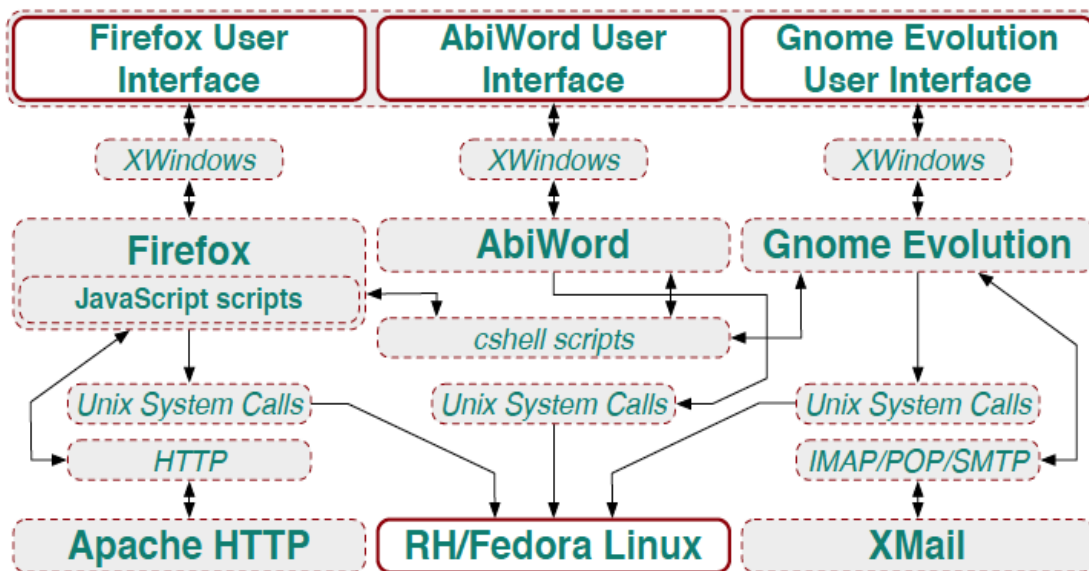 Firefox User
Interface
AbiWord User
Interface
Gnome Evolution
User Interface
XWindows
XWindows
XWindows
Firefox
JavaScript scripts
AbiWord
Gnome Evolution
cshell scripts
Unix System Calls
Unix System Calls
Unix System Calls
HTTP
IMAP/POP/SMTP
Apache HTTP
RH/Fedora Linux
XMail